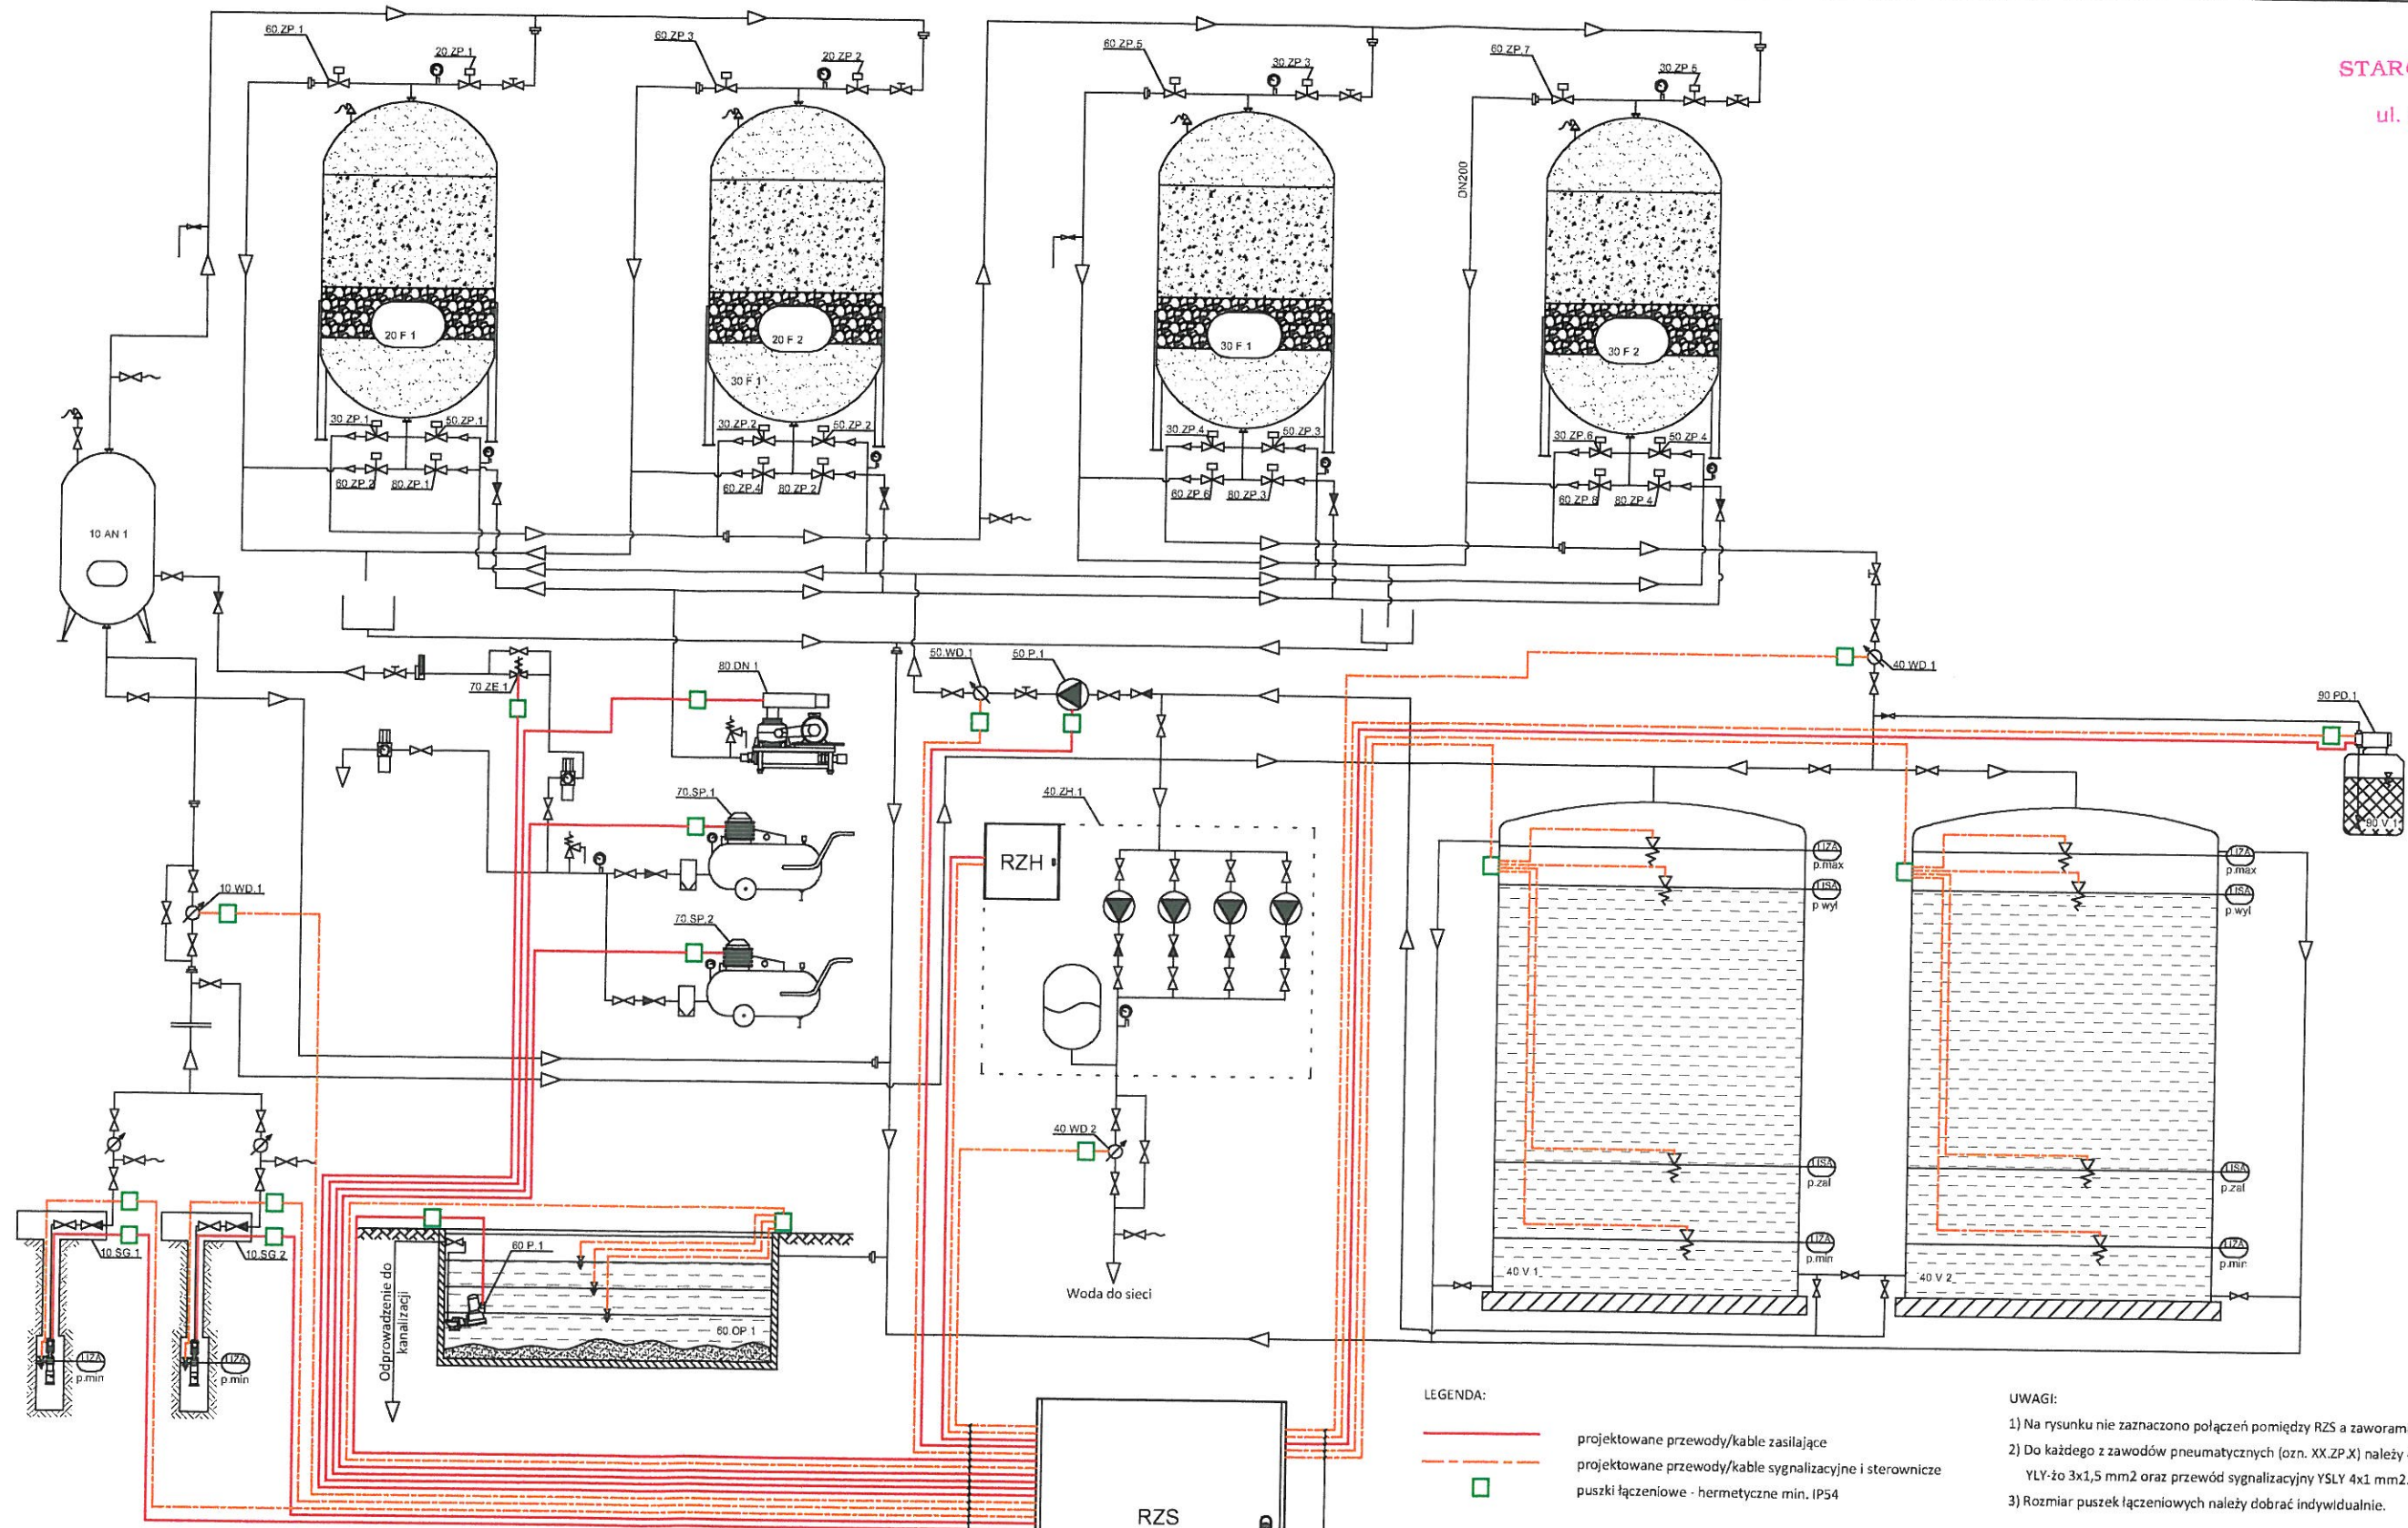 STAR
ul.
60.ZP.1
20.ZP.1
60.ZP.3
20.ZP.2
60.ZP.5
30.ZP.3
60.ZP.7
30.ZP.5
DN200
20 F 1
20 F 2
30 F 1
30 F 1
30 F 2
30.ZP.1
50.ZP.1
30.ZP.2
50.ZP.2
30.ZP.4
50.ZP.3
30.ZP.6
50.ZP.4
60.ZP.2
80.ZP.1
60.ZP.4
80.ZP.2
60.ZP.6
80.ZP.3
60.ZP.8
80.ZP.4
10 AN 1
70.ZE.1
80.DN.1
50.WD.1
50.P.1
40.WD.1
90.PD.1
90 V 1
70.SP.1
40.ZH.1
RZH
LIZA
p.max
LISA
p wył
LIZA
p.max
LISA
p wył
10.WD.1
70.SP.2
40.WD.2
LISA
p.zał
LISA
p.zał
LIZA
p.min
LIZA
p.min
40 V 1
40 V 2
10.SG.1
10.SG.2
60 P.1
60.OP.1
Odprowadzenie do
kanalizacji
Woda do sieci
LIZA
p.min
LIZA
p.min
RZS
LEGENDA:
projektowane przewody/kable zasilające
projektowane przewody/kable sygnalizacyjne i sterownicze
puszki łączeniowe - hermetyczne min. IP54
UWAGI:
1) Na rysunku nie zaznaczono połączeń pomiędzy RZS a zaworam
2) Do każdego z zawodów pneumatycznych (ozn. XX.ZP.X) należy
YLY-żo 3x1,5 mm2 oraz przewód sygnalizacyjny YSLY 4x1 mm2.
3) Rozmiar puszek łączeniowych należy dobrać indywidualnie.